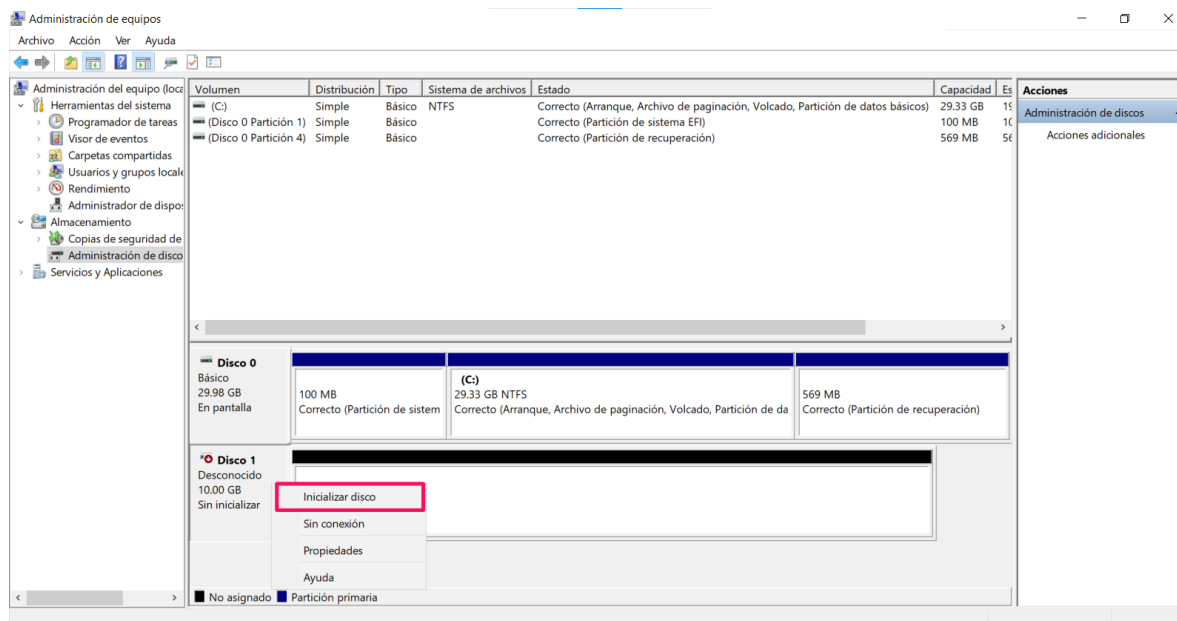 Administración de equipos
Archivo Acción Ver Ayuda
Administración del equipo (loca
Herramientas del sistema
Programador de tareas
Visor de eventos
Carpetas compartidas
Usuarios y grupos locale
Rendimiento
Administrador de dispos
Almacenamiento
Copias de seguridad de
Administración de disco
Servicios y Aplicaciones
Volumen Distribución Tipo Sistema de archivos Estado Capacidad Es
(C:) Simple Básico NTFS Correcto (Arranque, Archivo de paginación, Volcado, Partición de datos básicos) 29.33 GB 19
(Disco 0 Partición 1) Simple Básico Correcto (Partición de sistema EFI) 100 MB 10
(Disco 0 Partición 4) Simple Básico Correcto (Partición de recuperación) 569 MB 56
Disco 0
Básico
29.98 GB
En pantalla
100 MB
Correcto (Partición de sistem
(C:)
29.33 GB NTFS
Correcto (Arranque, Archivo de paginación, Volcado, Partición de da
569 MB
Correcto (Partición de recuperación)
Disco 1
Desconocido
10.00 GB
Sin inicializar
Inicializar disco
Sin conexión
Propiedades
Ayuda
No asignado Partición primaria
Acciones
Administración de discos
Acciones adicionales